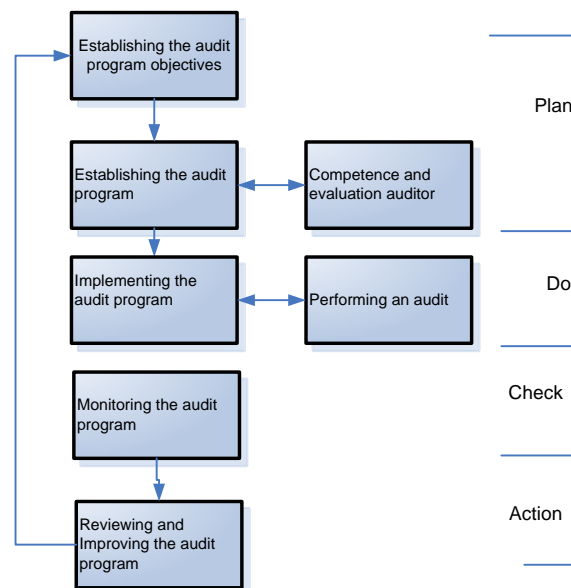 Establishing the audit
program objectives
Plan
Establishing the audit
program
Competence and
evaluation auditor
Implementing the
audit program
Performing an audit
Do
Monitoring the audit
program
Check
Reviewing and
Improving the audit
program
Action